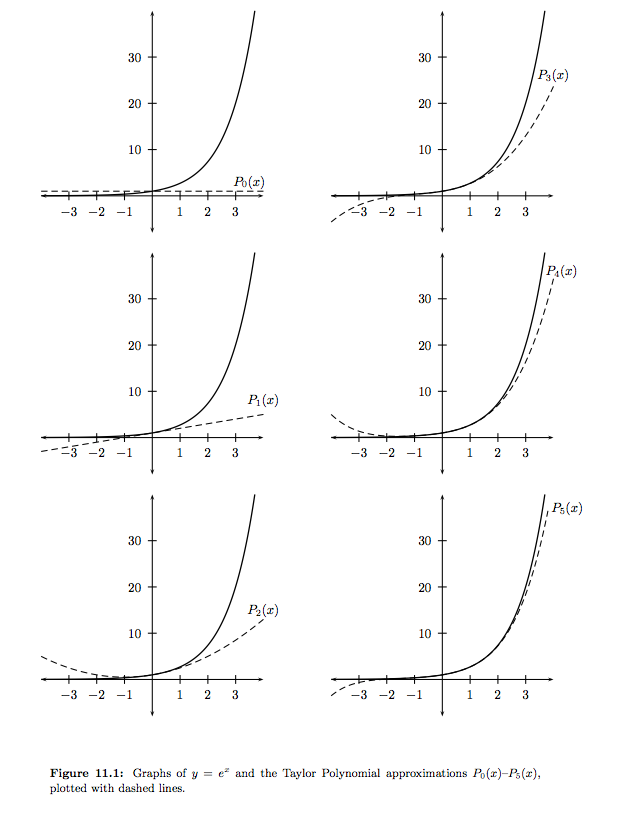 30
20
10
P₀(x)
−3 −2 −1 1 2 3
30
20
10
P₃(x)
−3 −2 −1 1 2 3
30
20
10
P₁(x)
−3 −2 −1 1 2 3
30
20
10
P₄(x)
−3 −2 −1 1 2 3
30
20
10
P₂(x)
−3 −2 −1 1 2 3
30
20
10
P₅(x)
−3 −2 −1 1 2 3
Figure 11.1: Graphs of y = eˣ and the Taylor Polynomial approximations P₀(x)–P₅(x),
plotted with dashed lines.